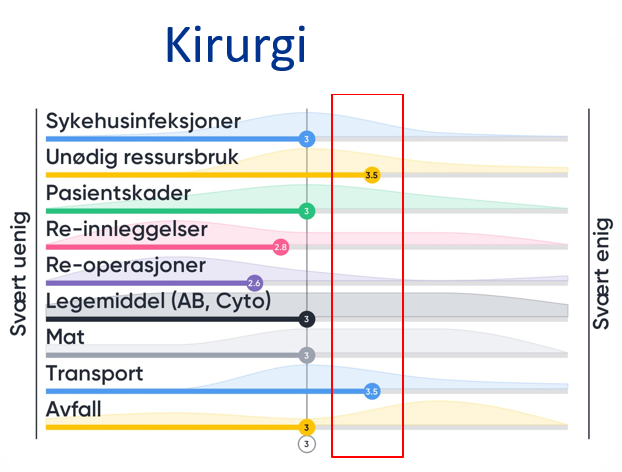 Kirurgi
Svært uenig
Sykehusinfeksjoner
3
Unødig ressursbruk
3.5
Pasientskader
3
Re-innleggelser
2.8
Re-operasjoner
2.6
Legemiddel (AB, Cyto)
3
Mat
3
Transport
3.5
Avfall
3
3
Svært enig